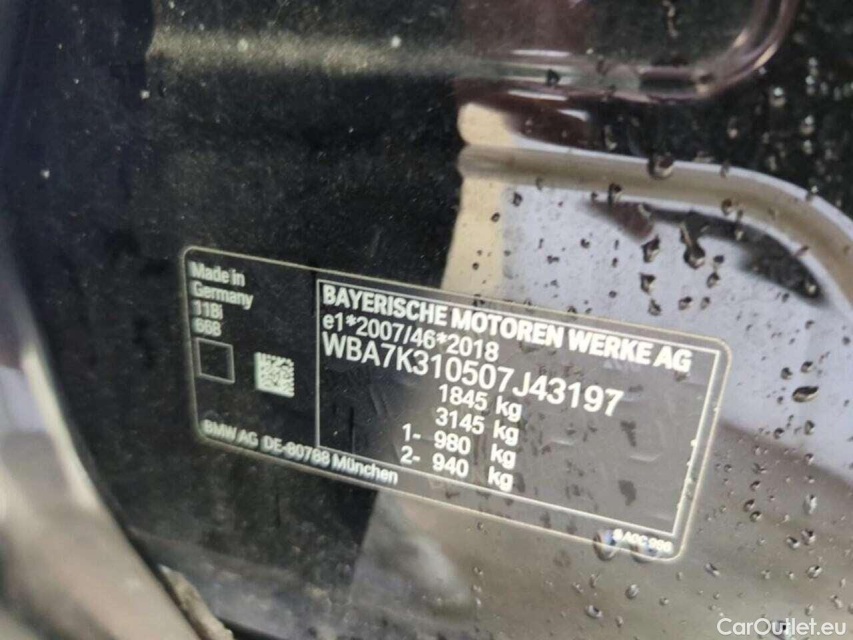 Made in
Germany
118i
668
BMW AG DE-80788 München
BAYERISCHE MOTOREN WERKE AG
e1*2007/46*2018
WBA7K310507J43197
1845 kg
3145 kg
1- 980 kg
2- 940 kg
CarOutlet.eu